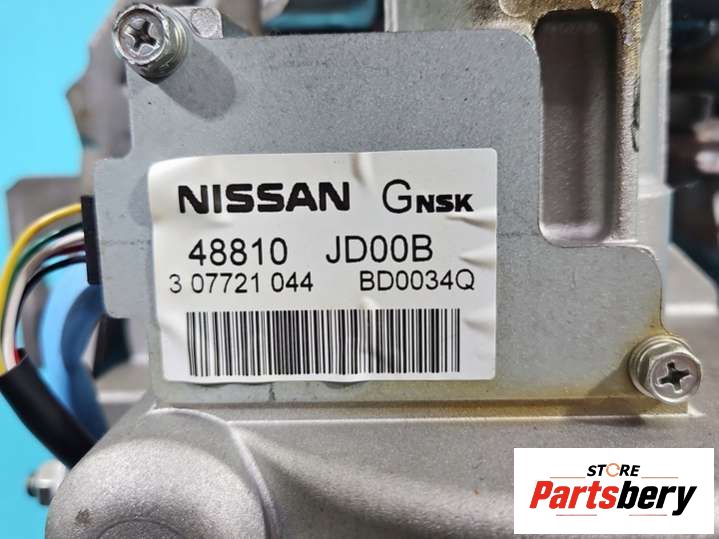 NISSAN GNSK
48810 JD00B
3 07721 044 BD0034Q
STORE
Partsbery